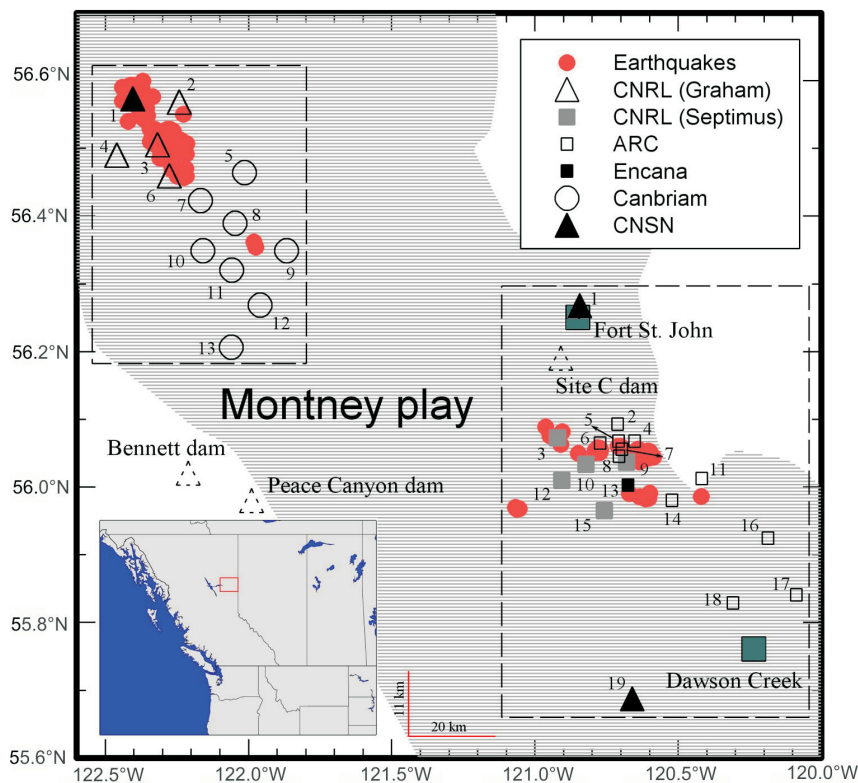 56.6°N
56.4°N
56.2°N
56.0°N
55.8°N
55.6°N
122.5°W
122.0°W
121.5°W
121.0°W
120.5°W
120.0°W
Earthquakes
CNRL (Graham)
CNRL (Septimus)
ARC
Encana
Canbriam
CNSN
1
2
3
4
5
6
7
8
9
10
11
12
13
Montney play
Bennett dam
Peace Canyon dam
1
Fort St. John
Site C dam
2
3
4
5
6
7
8
9
10
11
12
13
14
15
16
17
18
19
Dawson Creek
11 km
20 km